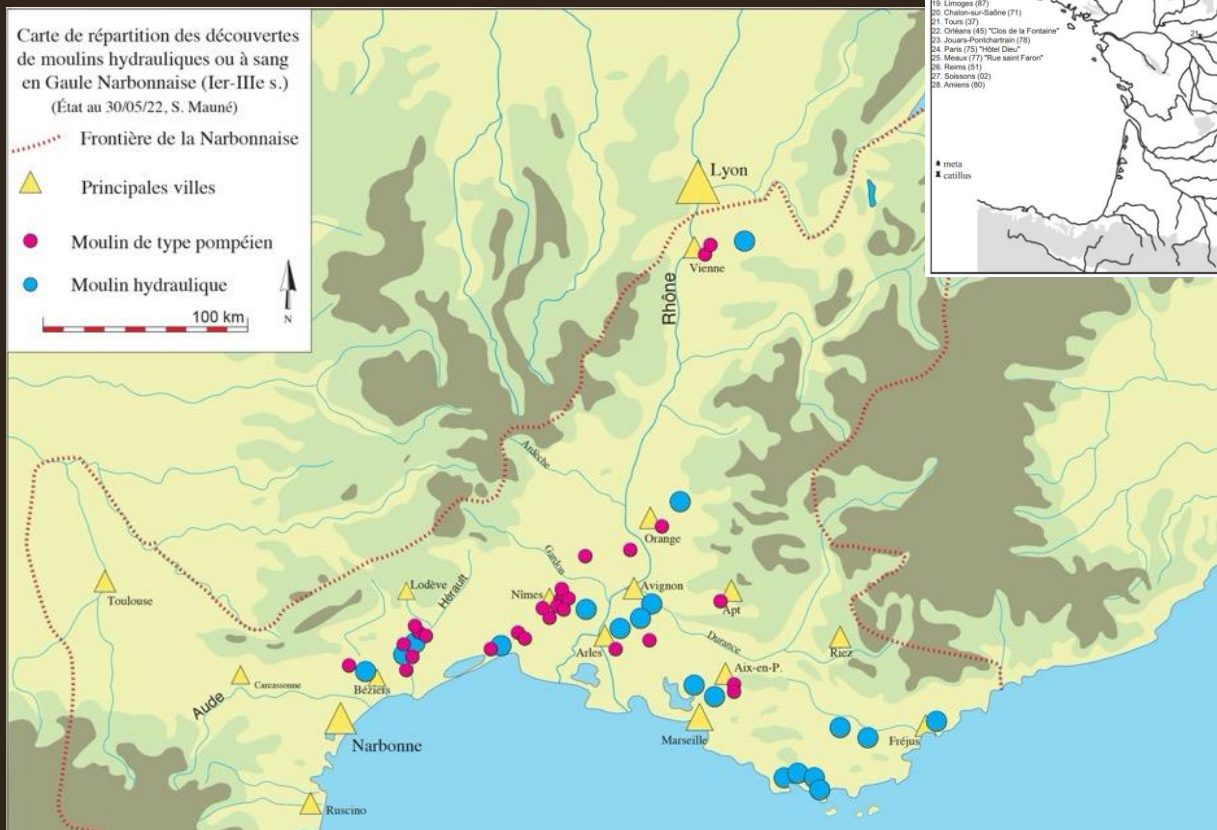 Carte de répartition des découvertes
de moulins hydrauliques ou à sang
en Gaule Narbonnaise (Ier-IIIe s.)
(État au 30/05/22, S. Mauné)
Frontière de la Narbonnaise
Principales villes
Moulin de type pompéien
Moulin hydraulique
100 km
N
19. Limoges (87)
20. Chalon-sur-Saône (71)
21. Tours (37)
22. Orléans (45) "Clos de la Fontaine"
23. Jouars-Pontchartrain (78)
24. Paris (75) "Hôtel Dieu"
25. Meaux (77) "Rue saint Faron"
26. Reims (51)
27. Soissons (02)
28. Amiens (80)
meta
catillus
21
Lyon
Vienne
Rhône
Ardèche
Orange
Gardon
Lodève
Hérault
Nîmes
Avignon
Apt
Toulouse
Arles
Durance
Riez
Carcassonne
Aude
Béziers
Aix-en-P.
Narbonne
Marseille
Fréjus
Ruscino